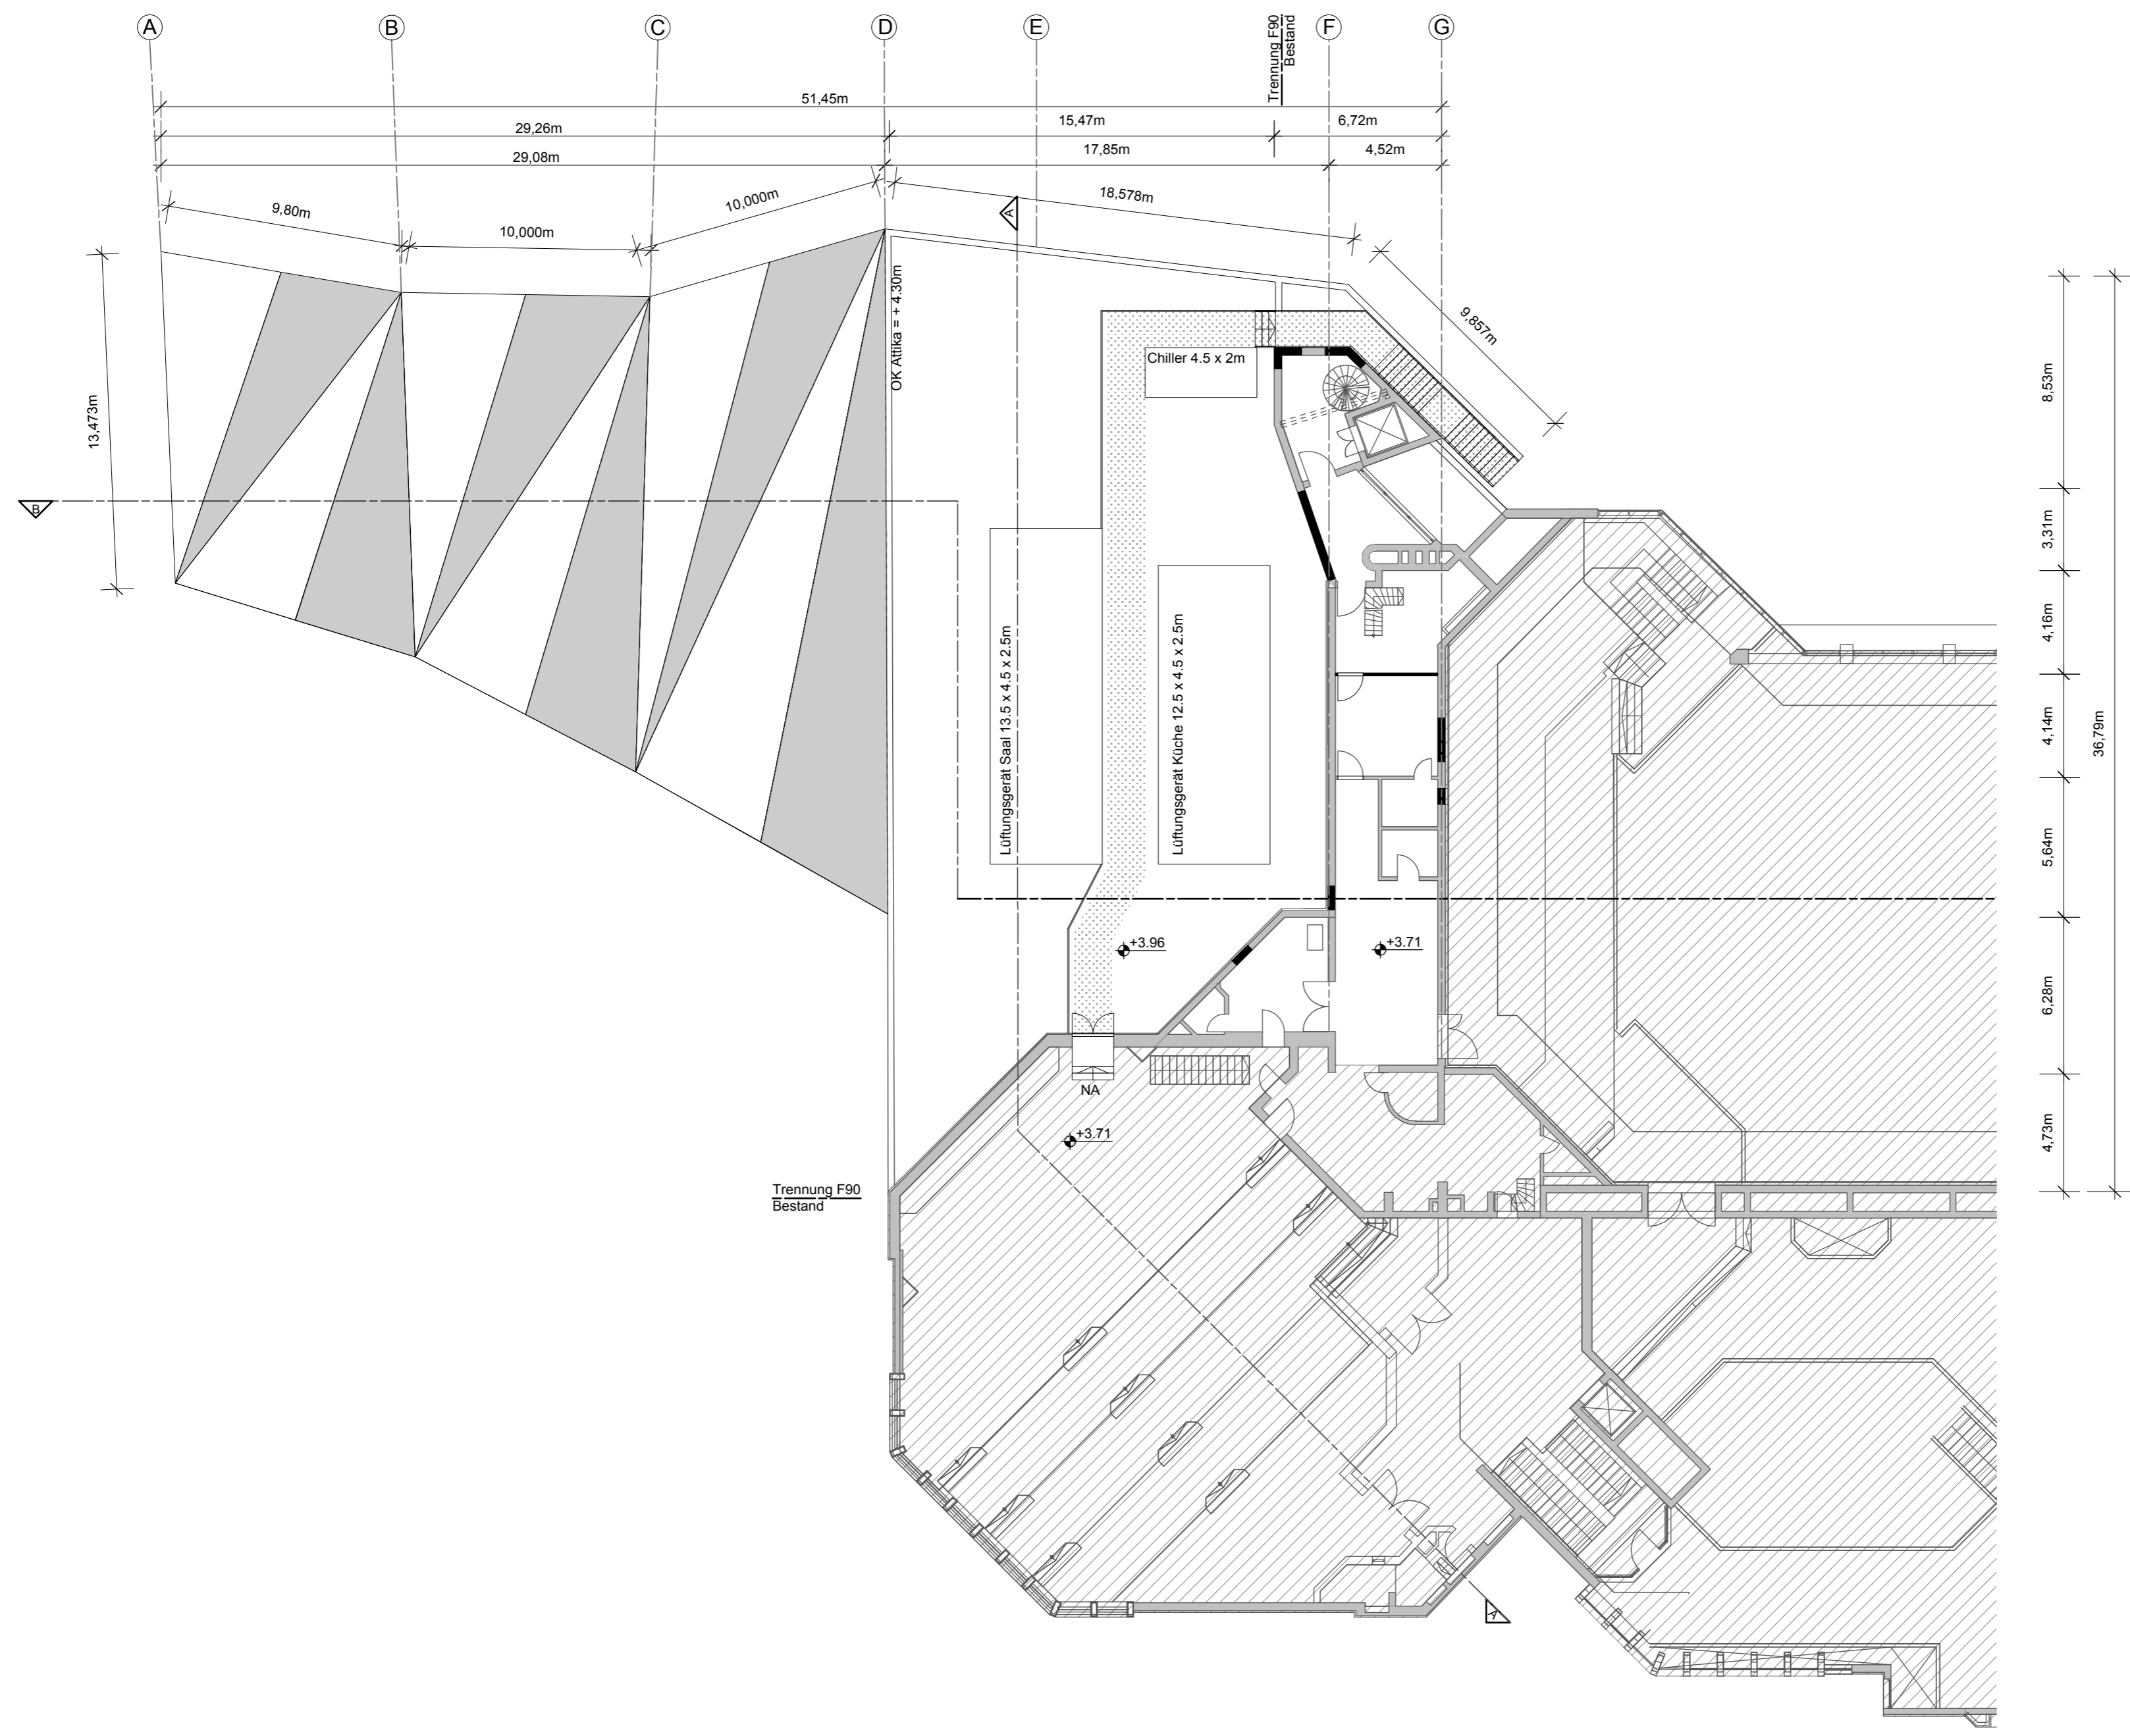 A
B
C
D
E
F
G
Trennung F90
Bestand
51,45m
29,26m
15,47m
6,72m
29,08m
17,85m
4,52m
9,80m
10,000m
10,000m
18,578m
9,857m
13,473m
A
B
OK Attika = + 4.30m
Chiller 4.5 x 2m
Lüftungsgerät Saal 13.5 x 4.5 x 2.5m
Lüftungsgerät Küche 12.5 x 4.5 x 2.5m
8,53m
3,31m
4,16m
4,14m
36,79m
5,64m
6,28m
4,73m
+3.96
+3.71
NA
+3.71
Trennung F90
Bestand
A